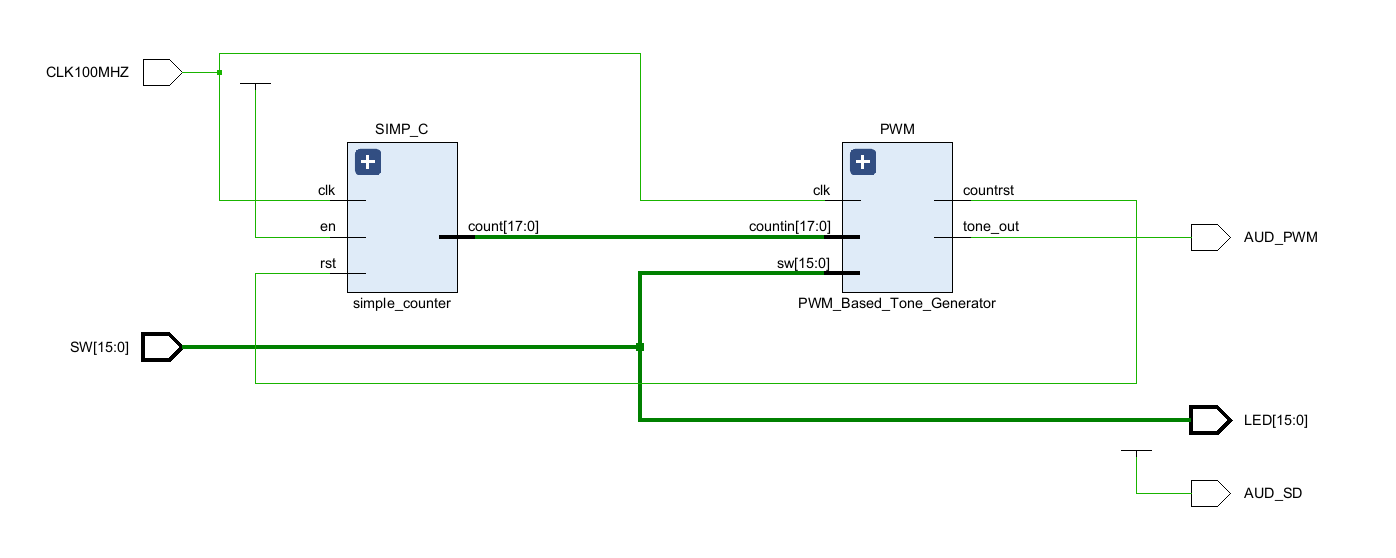 CLK100MHZ
SIMP_C
PWM
clk
en
rst
count[17:0]
simple_counter
clk
countin[17:0]
sw[15:0]
countrst
tone_out
PWM_Based_Tone_Generator
AUD_PWM
SW[15:0]
LED[15:0]
AUD_SD